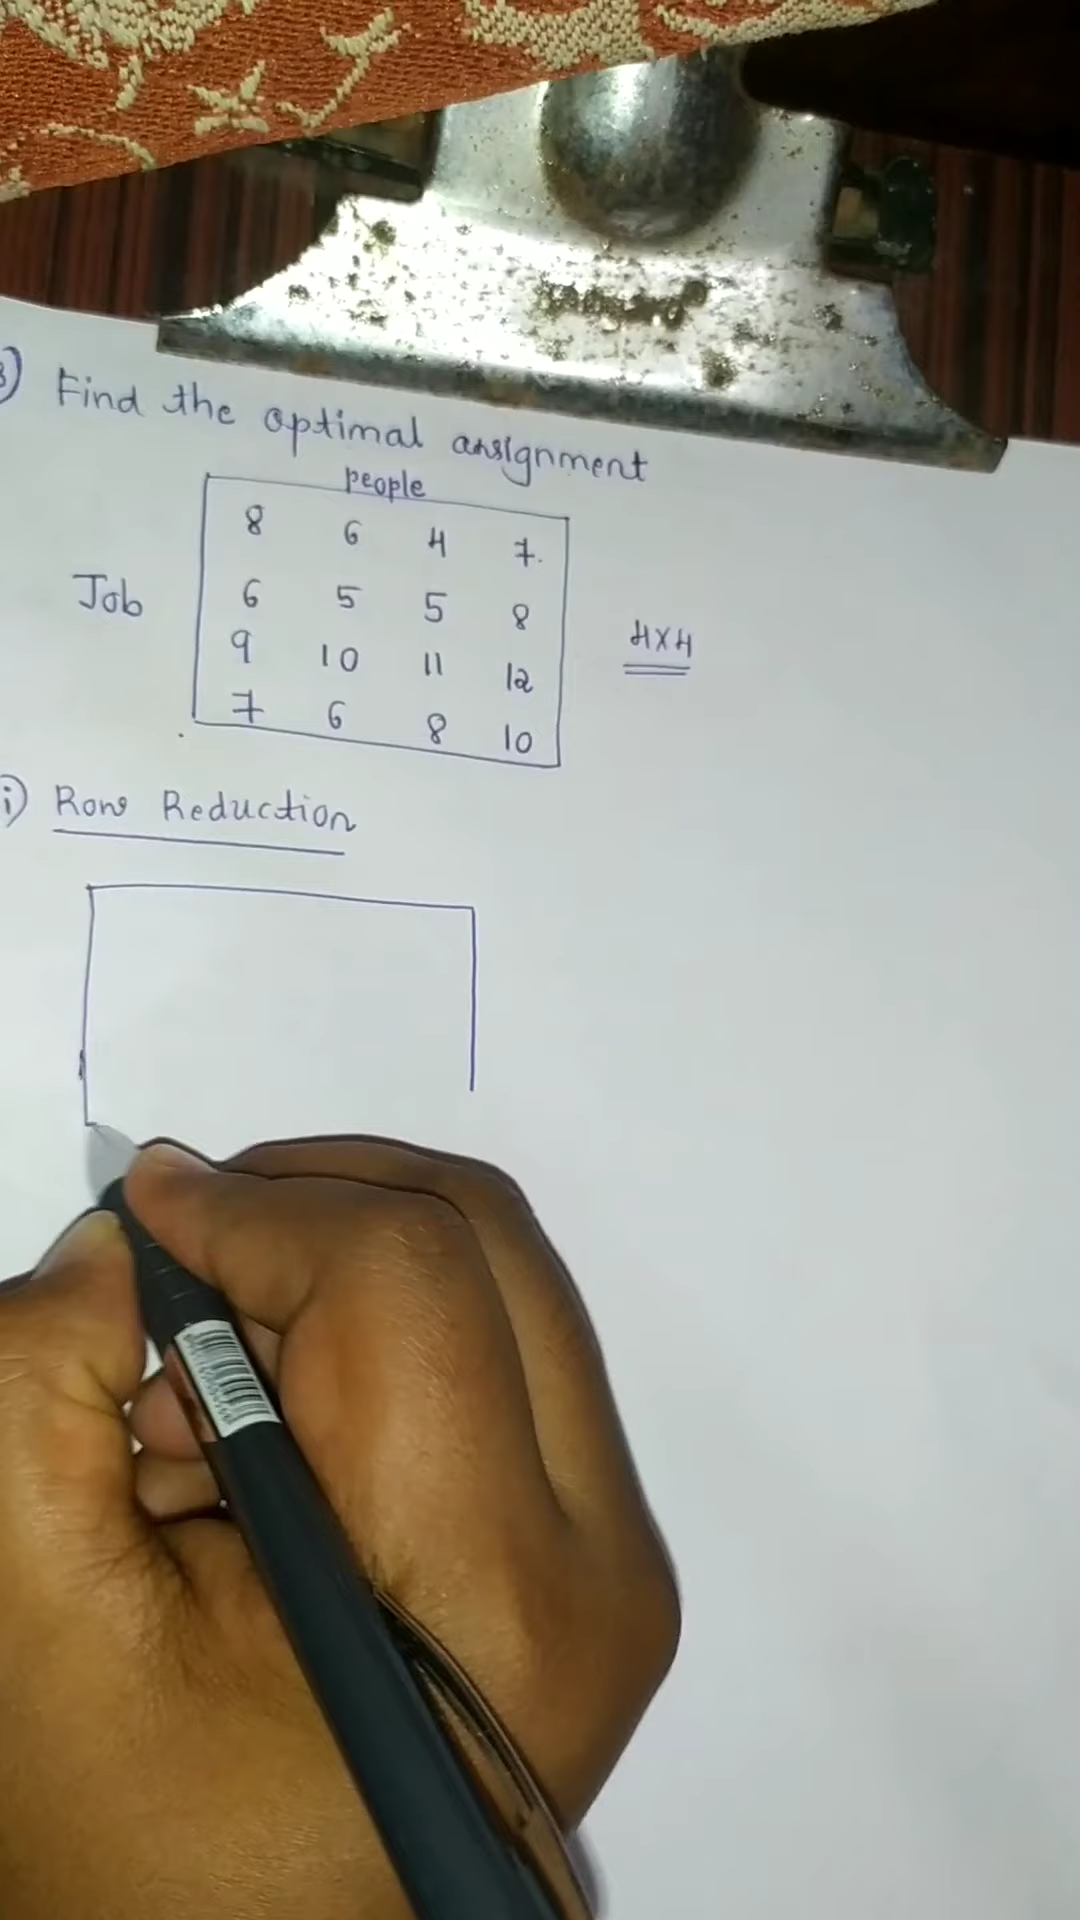 3) Find the optimal assignment
people
8 6 4 7.
Job 6 5 5 8 4X4
9 10 11 12
7 6 8 10
i) Row Reduction